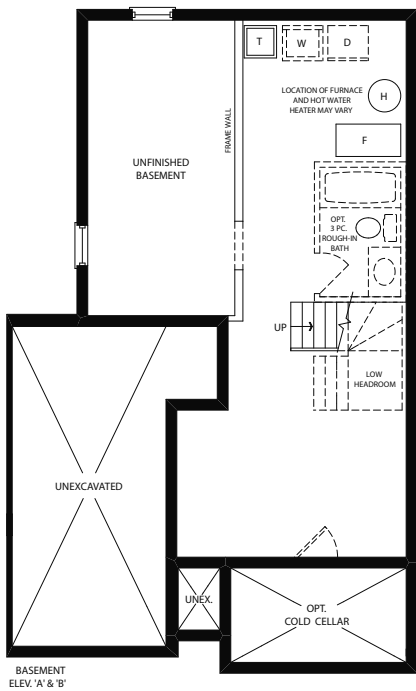 T
W
D
LOCATION OF FURNACE
AND HOT WATER
HEATER MAY VARY
H
F
FRAME WALL
UNFINISHED
BASEMENT
OPT.
3 PC.
ROUGH-IN
BATH
UP
LOW
HEADROOM
UNEXCAVATED
UNEX.
OPT.
COLD CELLAR
BASEMENT
ELEV. 'A' & 'B'